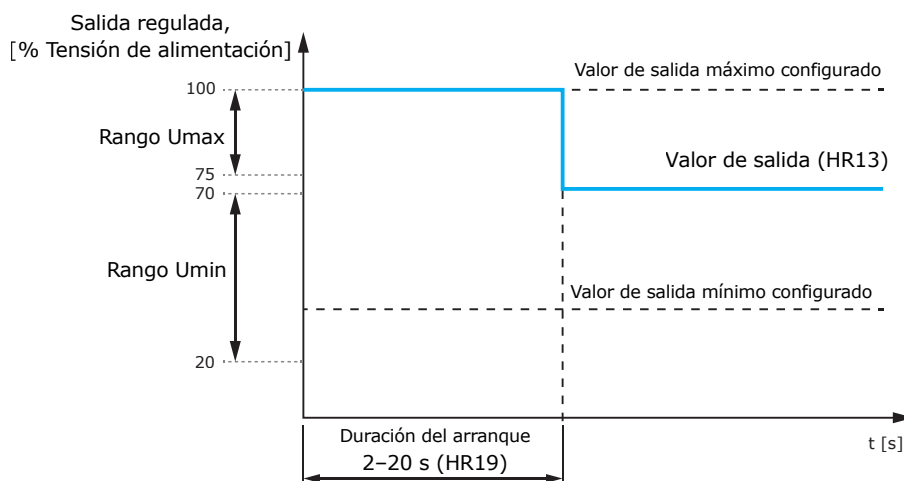 Salida regulada,
[% Tensión de alimentación]
100
Valor de salida máximo configurado
Rango Umax
Valor de salida (HR13)
75
70
Rango Umin
Valor de salida mínimo configurado
20
Duración del arranque
t [s]
2–20 s (HR19)